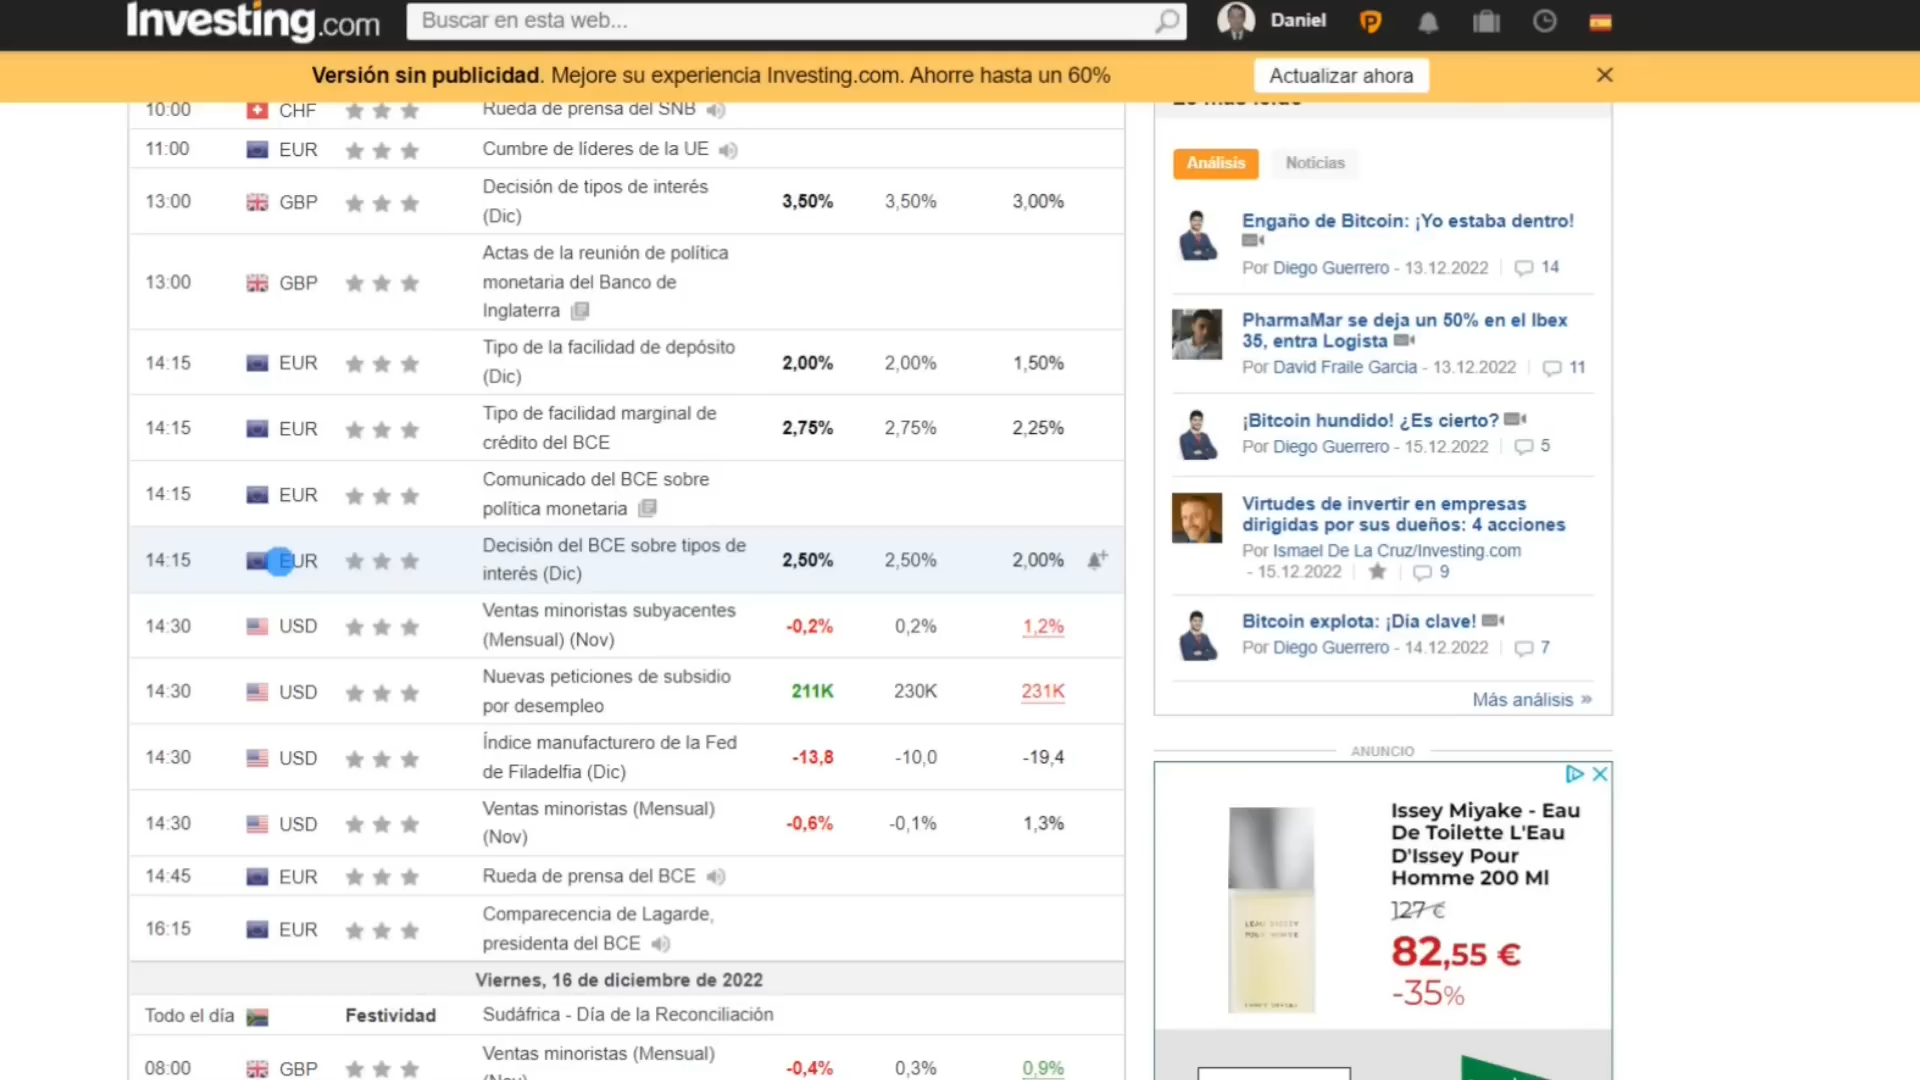 Investing.com
Buscar en esta web...
Daniel
Versión sin publicidad. Mejore su experiencia Investing.com. Ahorre hasta un 60%
Actualizar ahora
10:00 CHF Rueda de prensa del SNB
11:00 EUR Cumbre de líderes de la UE
13:00 GBP Decisión de tipos de interés (Dic) 3,50% 3,50% 3,00%
13:00 GBP Actas de la reunión de política monetaria del Banco de Inglaterra
14:15 EUR Tipo de la facilidad de depósito (Dic) 2,00% 2,00% 1,50%
14:15 EUR Tipo de facilidad marginal de crédito del BCE 2,75% 2,75% 2,25%
14:15 EUR Comunicado del BCE sobre política monetaria
14:15 EUR Decisión del BCE sobre tipos de interés (Dic) 2,50% 2,50% 2,00%
14:30 USD Ventas minoristas subyacentes (Mensual) (Nov) -0,2% 0,2% 1,2%
14:30 USD Nuevas peticiones de subsidio por desempleo 211K 230K 231K
14:30 USD Índice manufacturero de la Fed de Filadelfia (Dic) -13,8 -10,0 -19,4
14:30 USD Ventas minoristas (Mensual) (Nov) -0,6% -0,1% 1,3%
14:45 EUR Rueda de prensa del BCE
16:15 EUR Comparecencia de Lagarde, presidenta del BCE
Viernes, 16 de diciembre de 2022
Todo el día Festividad Sudáfrica - Día de la Reconciliación
08:00 GBP Ventas minoristas (Mensual) -0,4% 0,3% 0,9%
Análisis
Noticias
Engaño de Bitcoin: ¡Yo estaba dentro!
Por Diego Guerrero - 13.12.2022 14
PharmaMar se deja un 50% en el Ibex
35, entra Logista
Por David Fraile Garcia - 13.12.2022 11
¡Bitcoin hundido! ¿Es cierto?
Por Diego Guerrero - 15.12.2022 5
Virtudes de invertir en empresas
dirigidas por sus dueños: 4 acciones
Por Ismael De La Cruz/Investing.com
- 15.12.2022 9
Bitcoin explota: ¡Dia clave!
Por Diego Guerrero - 14.12.2022 7
Más análisis »
ANUNCIO
Issey Miyake - Eau
De Toilette L'Eau
D'Issey Pour
Homme 200 Ml
127 €
82,55 €
-35%